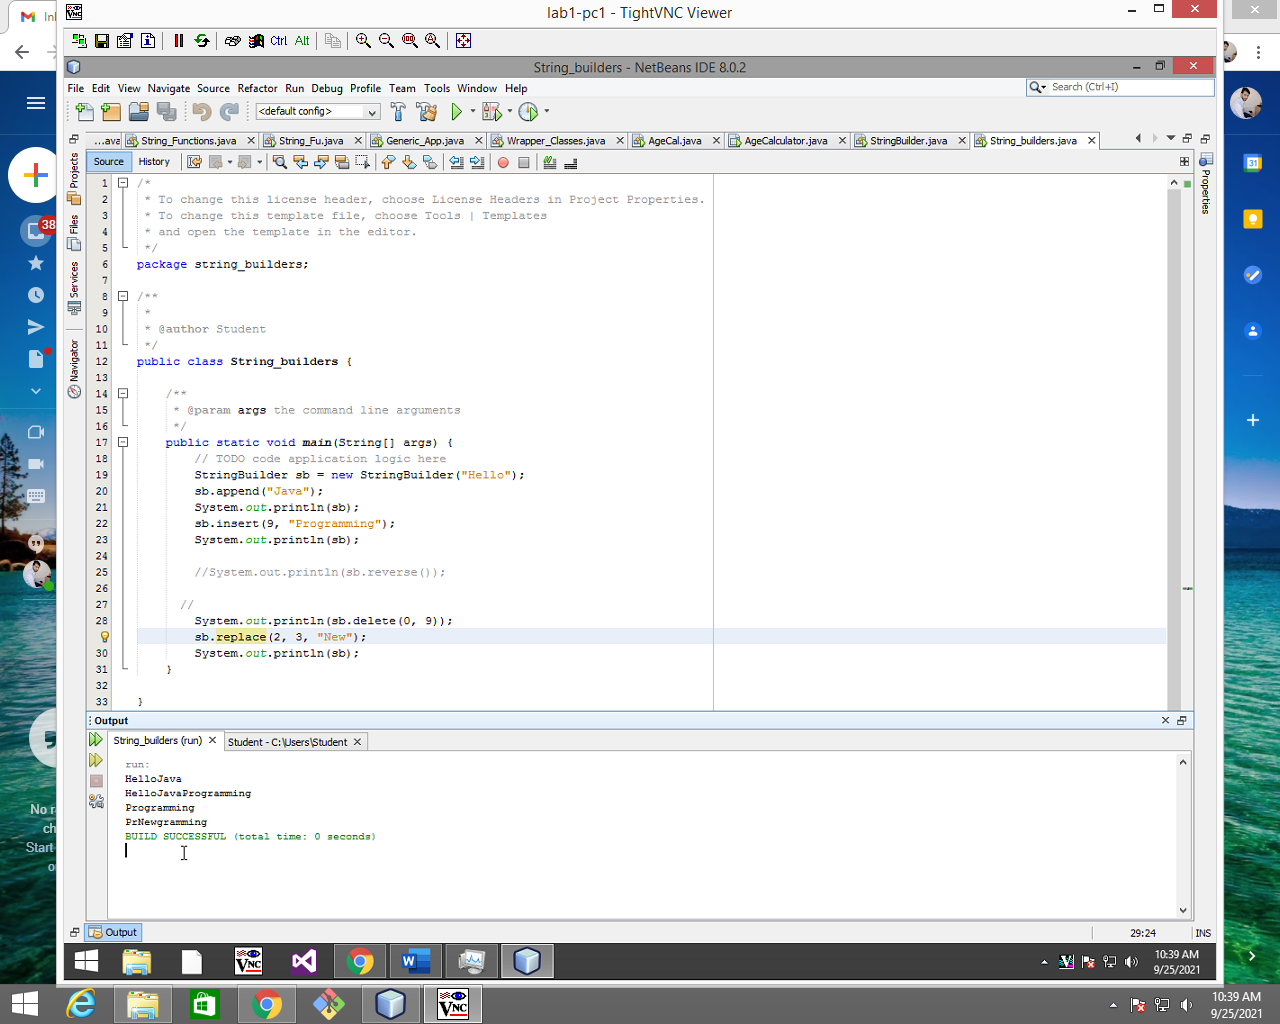 Inl
lab1-pc1 - TightVNC Viewer
Ctrl Alt
String_builders - NetBeans IDE 8.0.2
File Edit View Navigate Source Refactor Run Debug Profile Team Tools Window Help
Search (Ctrl+I)
<default config>
...ava String_Functions.java String_Fu.java Generic_App.java Wrapper_Classes.java AgeCal.java AgeCalculator.java StringBuilder.java String_builders.java
Source History
Projects
Files
Services
Navigator
Properties
38
31
1 /*
2 * To change this license header, choose License Headers in Project Properties.
3 * To change this template file, choose Tools | Templates
4 * and open the template in the editor.
5 */
6 package string_builders;
7
8 /**
9 *
10 * @author Student
11 */
12 public class String_builders {
13
14 /**
15 * @param args the command line arguments
16 */
17 public static void main(String[] args) {
18 // TODO code application logic here
19 StringBuilder sb = new StringBuilder("Hello");
20 sb.append("Java");
21 System.out.println(sb);
22 sb.insert(9, "Programming");
23 System.out.println(sb);
24
25 //System.out.println(sb.reverse());
26
27 //
28 System.out.println(sb.delete(0, 9));
sb.replace(2, 3, "New");
30 System.out.println(sb);
31 }
32
33 }
Output
String_builders (run) Student - C:\Users\Student
run:
HelloJava
HelloJavaProgramming
Programming
PrNewgramming
BUILD SUCCESSFUL (total time: 0 seconds)
No re
ch
Start
o
Output
29:24 INS
VNC
10:39 AM
9/25/2021
VNC
10:39 AM
9/25/2021